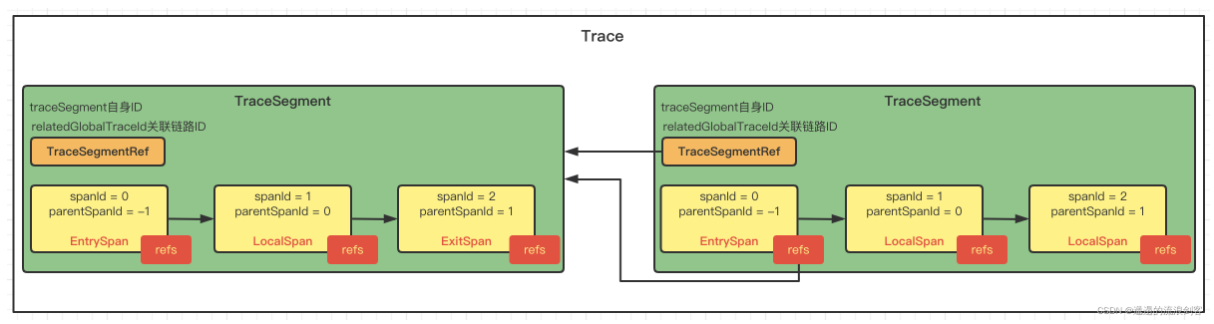 Trace
TraceSegment
traceSegment自身ID
relatedGlobalTraceId关联链路ID
TraceSegmentRef
spanId = 0
parentSpanId = -1
EntrySpan
refs
spanId = 1
parentSpanId = 0
LocalSpan
refs
spanId = 2
parentSpanId = 1
ExitSpan
refs
TraceSegment
traceSegment自身ID
relatedGlobalTraceId关联链路ID
TraceSegmentRef
spanId = 0
parentSpanId = -1
EntrySpan
refs
spanId = 1
parentSpanId = 0
LocalSpan
refs
spanId = 2
parentSpanId = 1
LocalSpan
refs